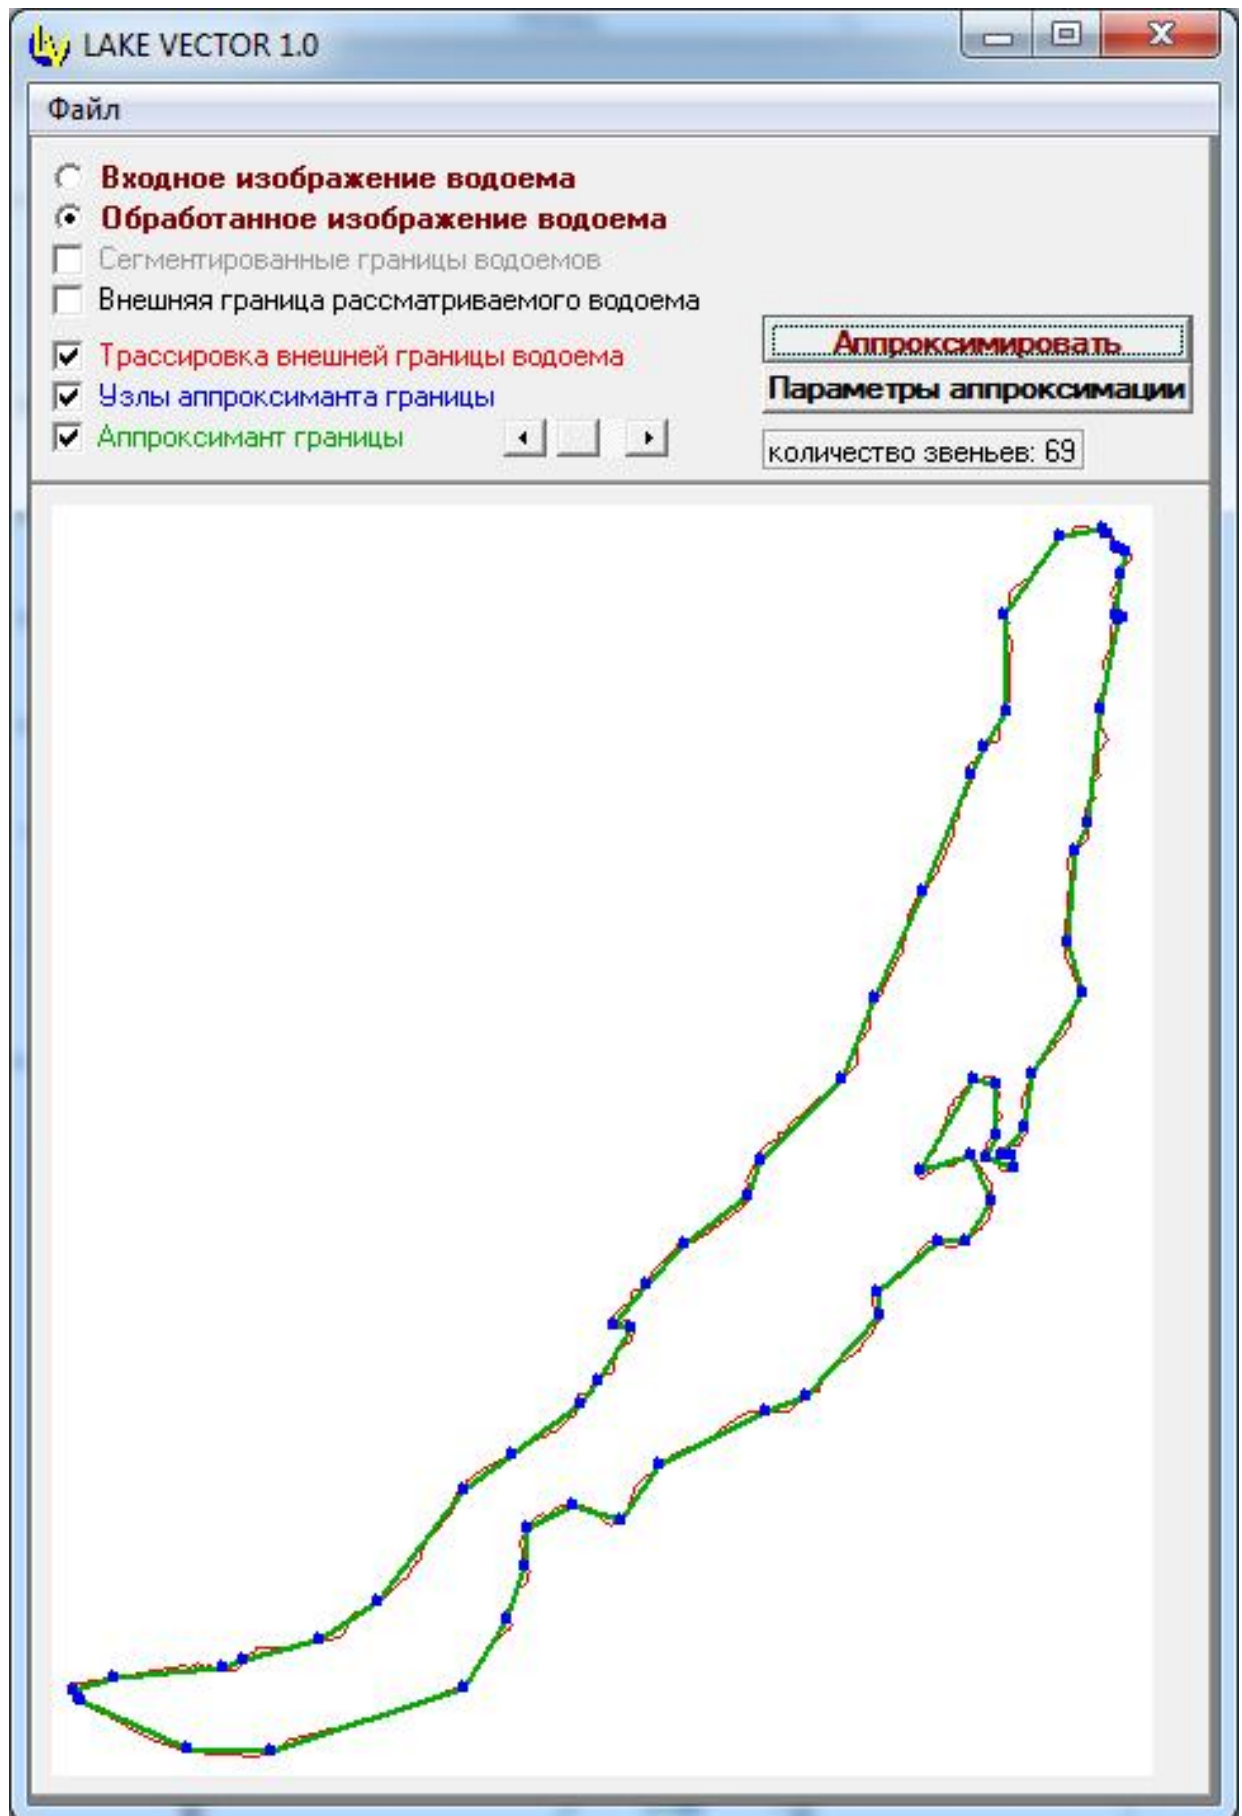 LAKE VECTOR 1.0
Файл
Входное изображение водоема
Обработанное изображение водоема
Сегментированные границы водоемов
Внешняя граница рассматриваемого водоема
Трассировка внешней границы водоема
Узлы аппроксиманта границы
Аппроксимант границы
Аппроксимировать
Параметры аппроксимации
количество звеньев: 69